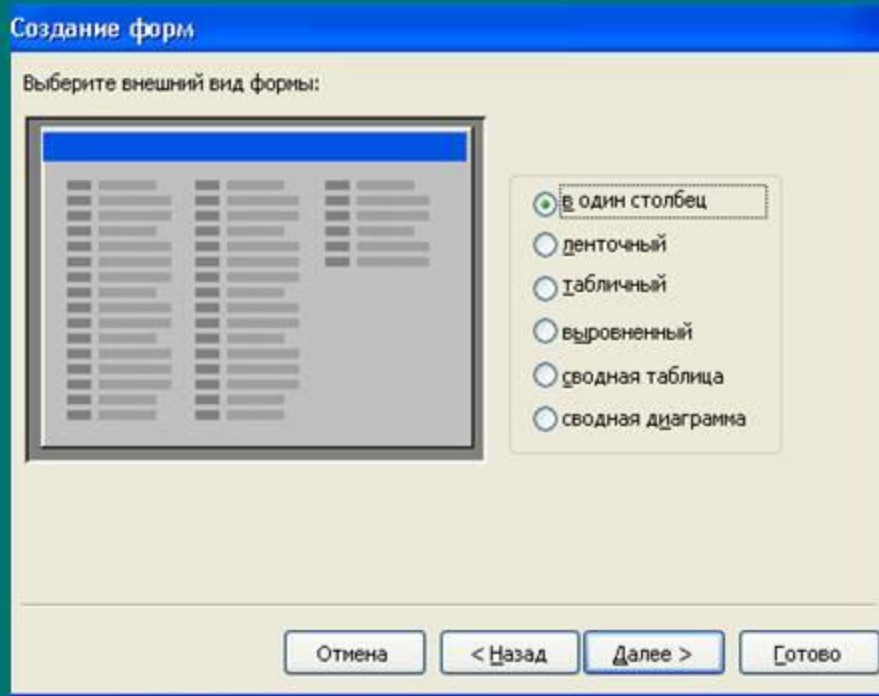 Создание форм
Выберите внешний вид формы:
в один столбец
ленточный
табличный
выровненный
сводная таблица
сводная диаграмма
Отмена
< Назад
Далее >
Готово